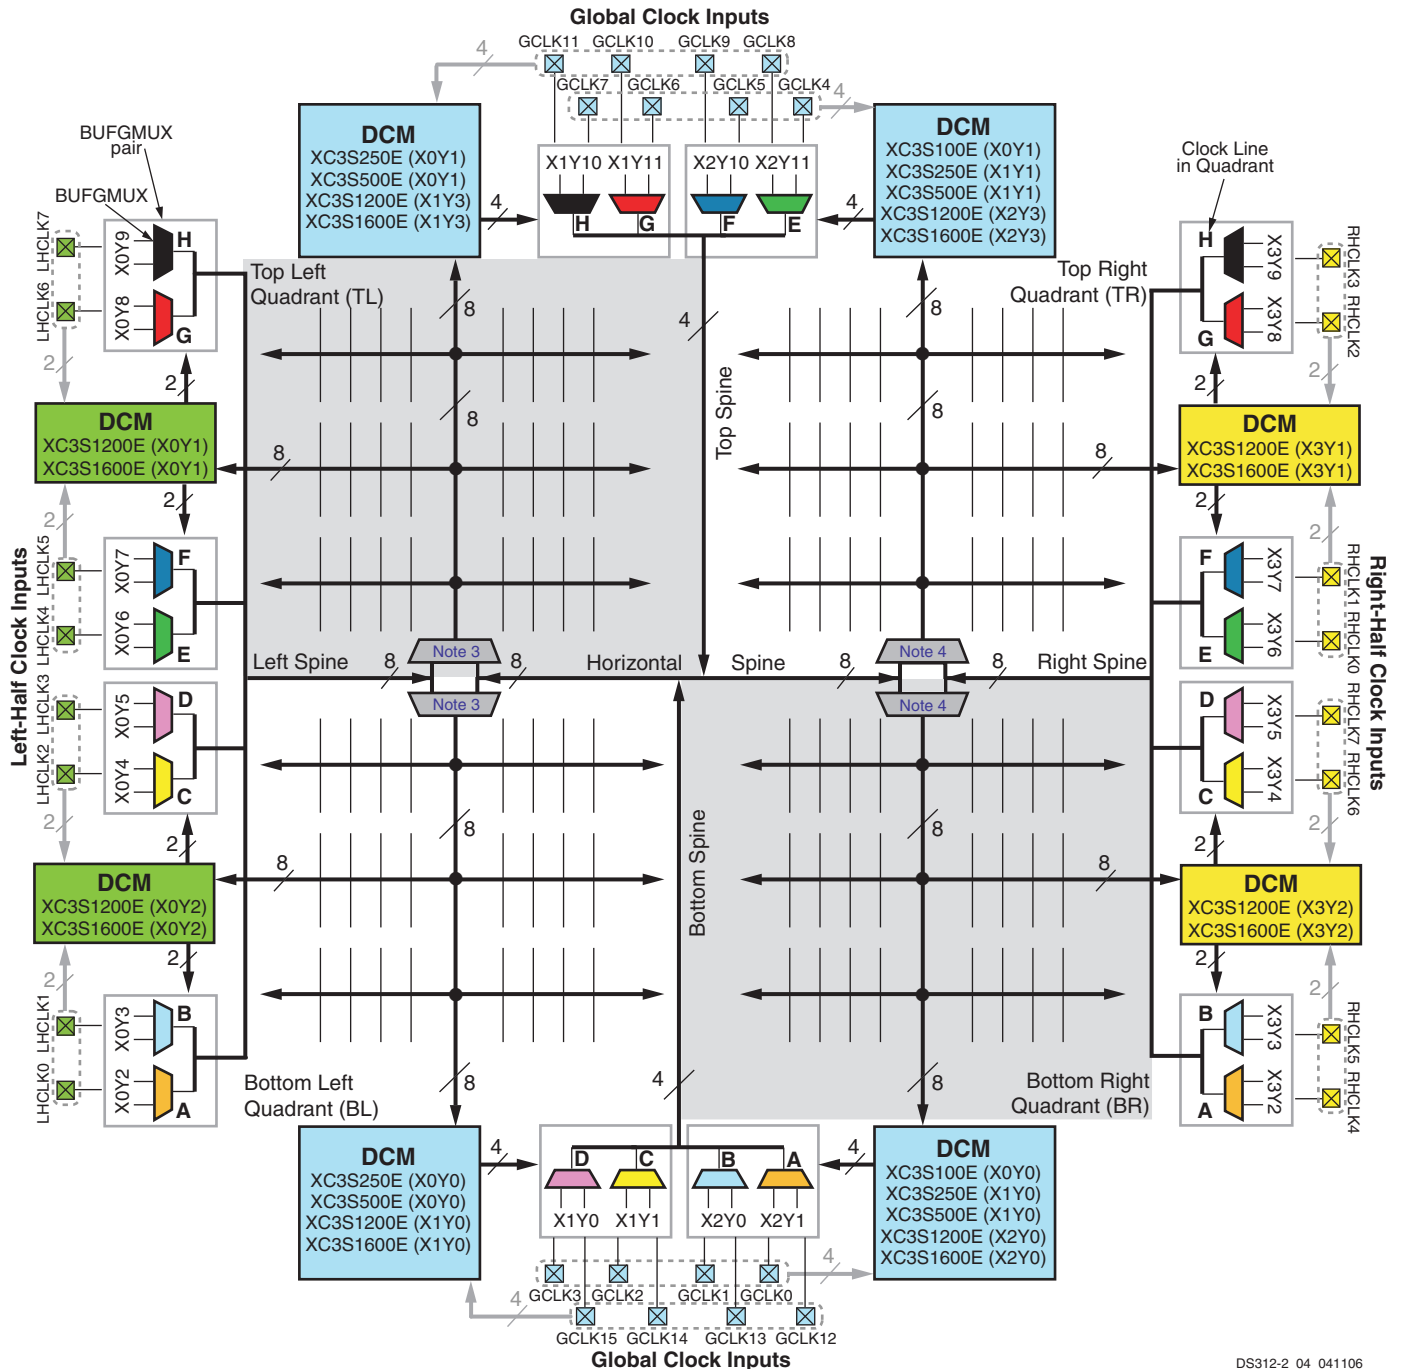 Global Clock Inputs
GCLK11 GCLK10 GCLK9 GCLK8
4
GCLK7 GCLK6 GCLK5 GCLK4
4
DCM
XC3S250E (X0Y1)
XC3S500E (X0Y1)
XC3S1200E (X1Y3)
XC3S1600E (X1Y3)
4
X1Y10 X1Y11 X2Y10 X2Y11
H G F E
4
DCM
XC3S100E (X0Y1)
XC3S250E (X1Y1)
XC3S500E (X1Y1)
XC3S1200E (X2Y3)
XC3S1600E (X2Y3)
BUFGMUX
pair
BUFGMUX
Clock Line
in Quadrant
LHCLK7
LHCLK6
X0Y9
X0Y8
H
G
2
2
DCM
XC3S1200E (X0Y1)
XC3S1600E (X0Y1)
2
2
LHCLK5
LHCLK4
X0Y7
X0Y6
F
E
Left-Half Clock Inputs
LHCLK3
LHCLK2
X0Y5
X0Y4
D
C
2
2
DCM
XC3S1200E (X0Y2)
XC3S1600E (X0Y2)
2
2
LHCLK1
LHCLK0
X0Y3
X0Y2
B
A
Top Left
Quadrant (TL)
8
8
8
4
Top Spine
Top Right
Quadrant (TR)
8
8
8
Note 3
Note 4
Left Spine 8 8 Horizontal Spine 8 8 Right Spine
Note 3
Note 4
8
8
8
Bottom Spine
4
8
8
8
Bottom Left
Quadrant (BL)
Bottom Right
Quadrant (BR)
H
G
X3Y9
X3Y8
RHCLK3
RHCLK2
2
2
DCM
XC3S1200E (X3Y1)
XC3S1600E (X3Y1)
2
2
F
E
X3Y7
X3Y6
RHCLK1
RHCLK0
Right-Half Clock Inputs
D
C
X3Y5
X3Y4
RHCLK7
RHCLK6
2
2
DCM
XC3S1200E (X3Y2)
XC3S1600E (X3Y2)
2
2
B
A
X3Y3
X3Y2
RHCLK5
RHCLK4
DCM
XC3S250E (X0Y0)
XC3S500E (X0Y0)
XC3S1200E (X1Y0)
XC3S1600E (X1Y0)
4
D C B A
X1Y0 X1Y1 X2Y0 X2Y1
4
DCM
XC3S100E (X0Y0)
XC3S250E (X1Y0)
XC3S500E (X1Y0)
XC3S1200E (X2Y0)
XC3S1600E (X2Y0)
4
GCLK3 GCLK2 GCLK1 GCLK0
4
GCLK15 GCLK14 GCLK13 GCLK12
Global Clock Inputs
DS312-2_04_041106